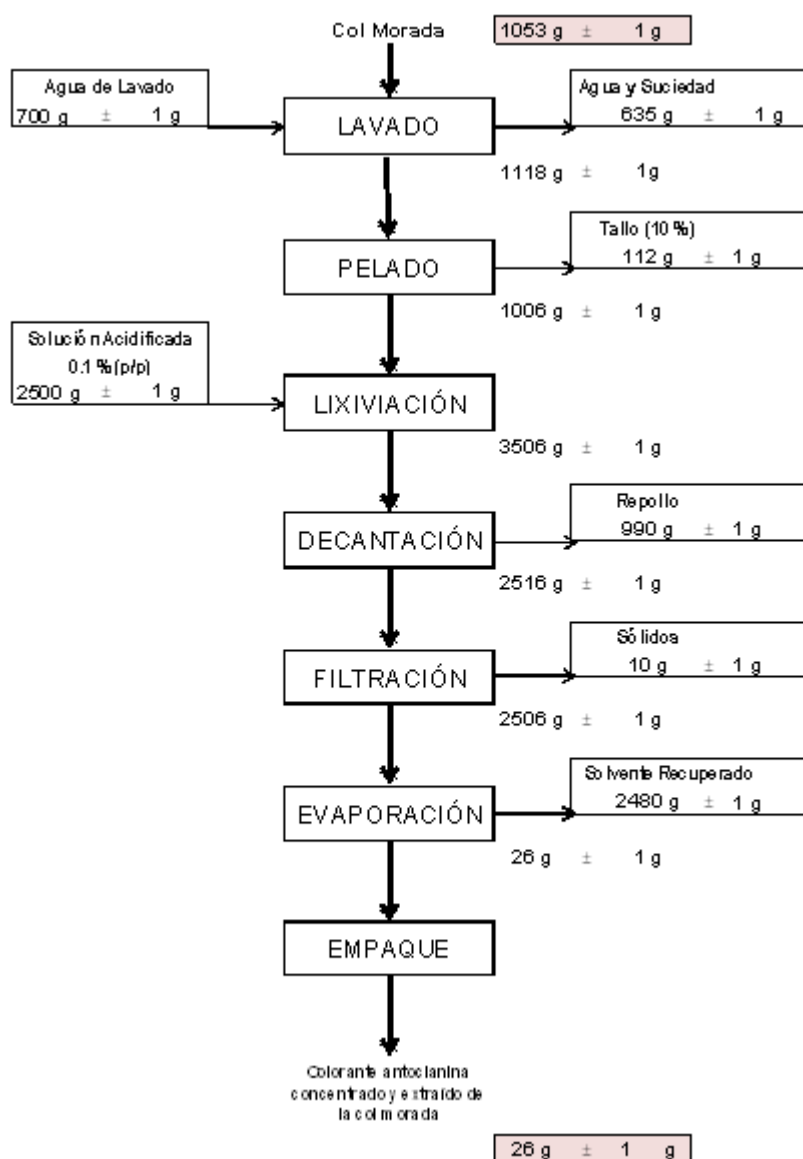 Col Morada 1053 g ± 1 g
Agua de Lavado
700 g ± 1 g
Agua y Suciedad
635 g ± 1 g
LAVADO
1118 g ± 1g
Tallo (10 %)
112 g ± 1 g
PELADO
1006 g ± 1 g
Solución Acidificada
0.1 % (p/p)
2500 g ± 1 g
LIXIVIACIÓN
3506 g ± 1 g
Repollo
990 g ± 1 g
DECANTACIÓN
2516 g ± 1 g
Sólidos
10 g ± 1 g
FILTRACIÓN
2506 g ± 1 g
Solvente Recuperado
2480 g ± 1 g
EVAPORACIÓN
26 g ± 1 g
EMPAQUE
Colorante antocianina
concentrado y extraído de
la col morada
26 g ± 1 g